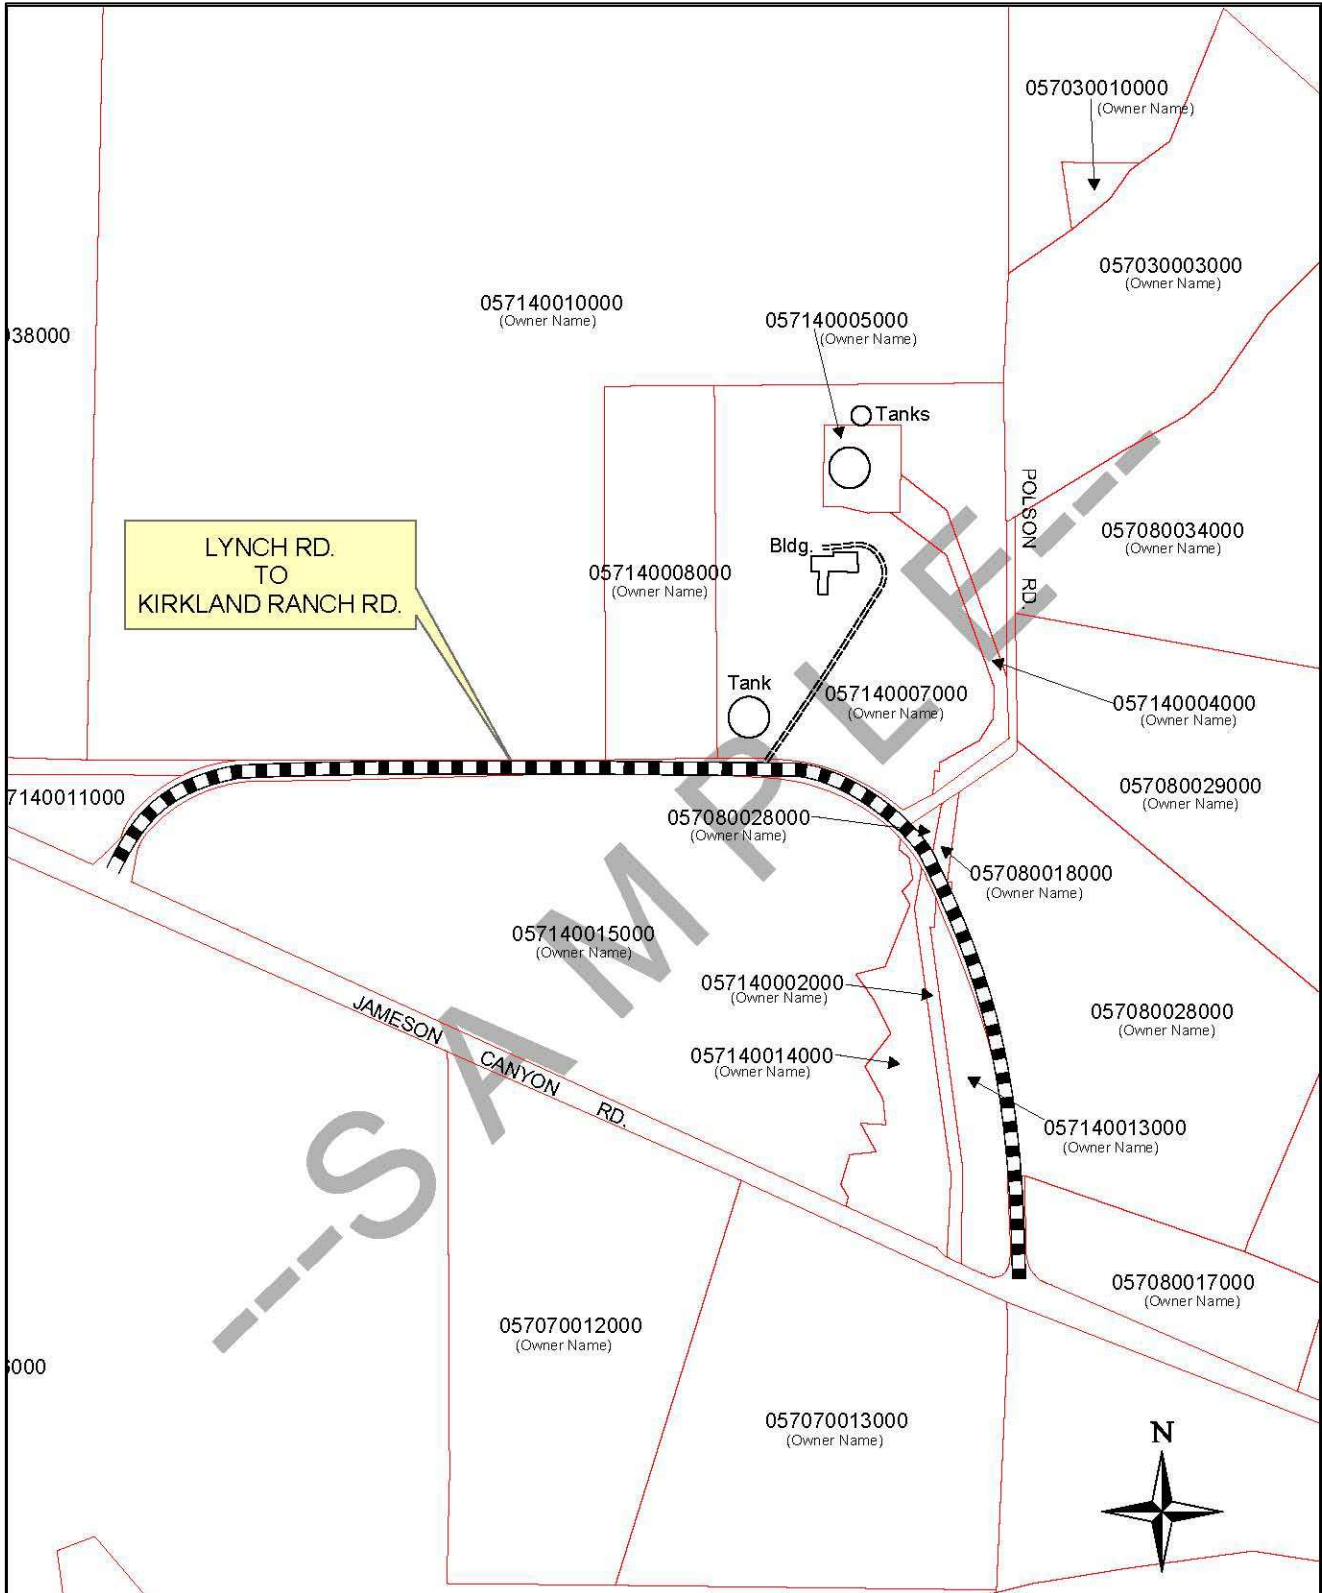 057030010000
(Owner Name)
057030003000
(Owner Name)
057140010000
(Owner Name)
057140005000
(Owner Name)
038000
Tanks
POLSON RD.
057080034000
(Owner Name)
LYNCH RD.
TO
KIRKLAND RANCH RD.
Bldg.
057140008000
(Owner Name)
Tank
057140007000
(Owner Name)
057140004000
(Owner Name)
057080029000
(Owner Name)
7140011000
057080028000
(Owner Name)
057080018000
(Owner Name)
057140015000
(Owner Name)
057140002000
(Owner Name)
057080028000
(Owner Name)
JAMESON CANYON RD.
057140014000
(Owner Name)
057140013000
(Owner Name)
---SAMPLE---
057080017000
(Owner Name)
057070012000
(Owner Name)
6000
057070013000
(Owner Name)
N